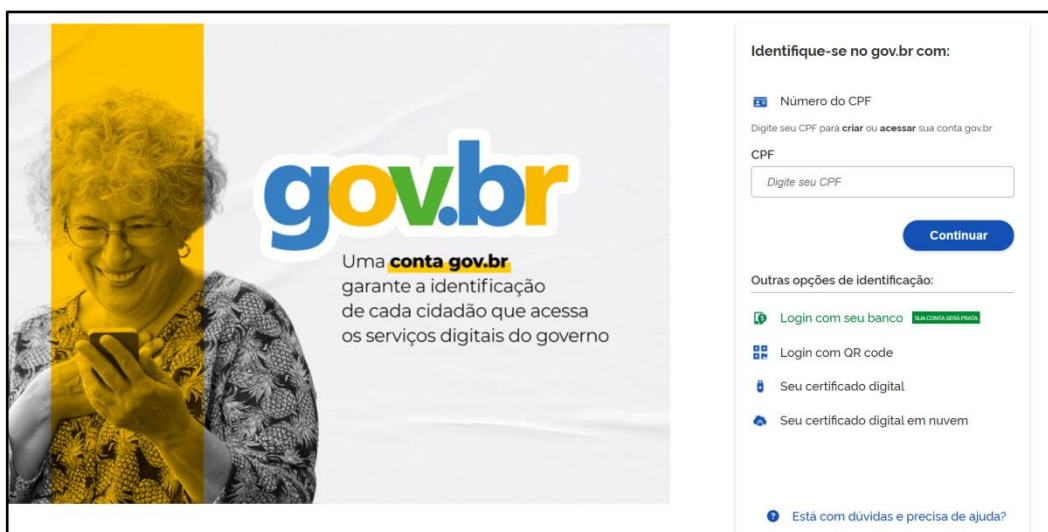 gov.br
Uma conta gov.br
garante a identificação
de cada cidadão que acessa
os serviços digitais do governo
Identifique-se no gov.br com:
Número do CPF
Digite seu CPF para criar ou acessar sua conta gov.br
CPF
Digite seu CPF
Continuar
Outras opções de identificação:
Login com seu banco SUA CONTA SERÁ PRATA
Login com QR code
Seu certificado digital
Seu certificado digital em nuvem
Está com dúvidas e precisa de ajuda?